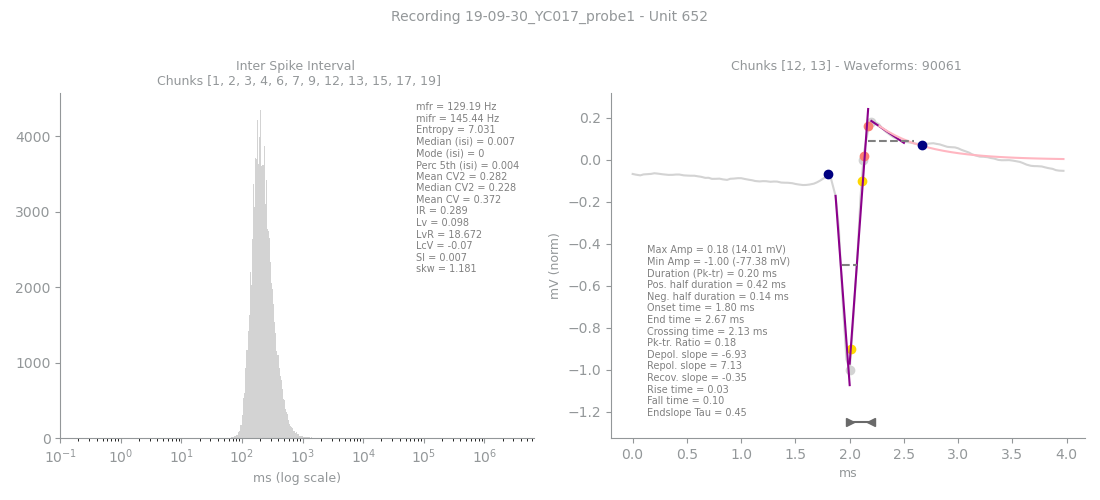 Recording 19-09-30_YC017_probe1 - Unit 652
Inter Spike Interval
Chunks [1, 2, 3, 4, 6, 7, 9, 12, 13, 15, 17, 19]
mfr = 129.19 Hz
mifr = 145.44 Hz
Entropy = 7.031
Median (isi) = 0.007
Mode (isi) = 0
Perc 5th (isi) = 0.004
Mean CV2 = 0.282
Median CV2 = 0.228
Mean CV = 0.372
IR = 0.289
Lv = 0.098
LvR = 18.672
LcV = -0.07
SI = 0.007
skw = 1.181
4000
3000
2000
1000
0
10⁻¹ 10⁰ 10¹ 10² 10³ 10⁴ 10⁵ 10⁶
ms (log scale)
Chunks [12, 13] - Waveforms: 90061
mV (norm)
0.2
0.0
−0.2
−0.4
−0.6
−0.8
−1.0
−1.2
Max Amp = 0.18 (14.01 mV)
Min Amp = -1.00 (-77.38 mV)
Duration (Pk-tr) = 0.20 ms
Pos. half duration = 0.42 ms
Neg. half duration = 0.14 ms
Onset time = 1.80 ms
End time = 2.67 ms
Crossing time = 2.13 ms
Pk-tr. Ratio = 0.18
Depol. slope = -6.93
Repol. slope = 7.13
Recov. slope = -0.35
Rise time = 0.03
Fall time = 0.10
Endslope Tau = 0.45
0.0 0.5 1.0 1.5 2.0 2.5 3.0 3.5 4.0
ms